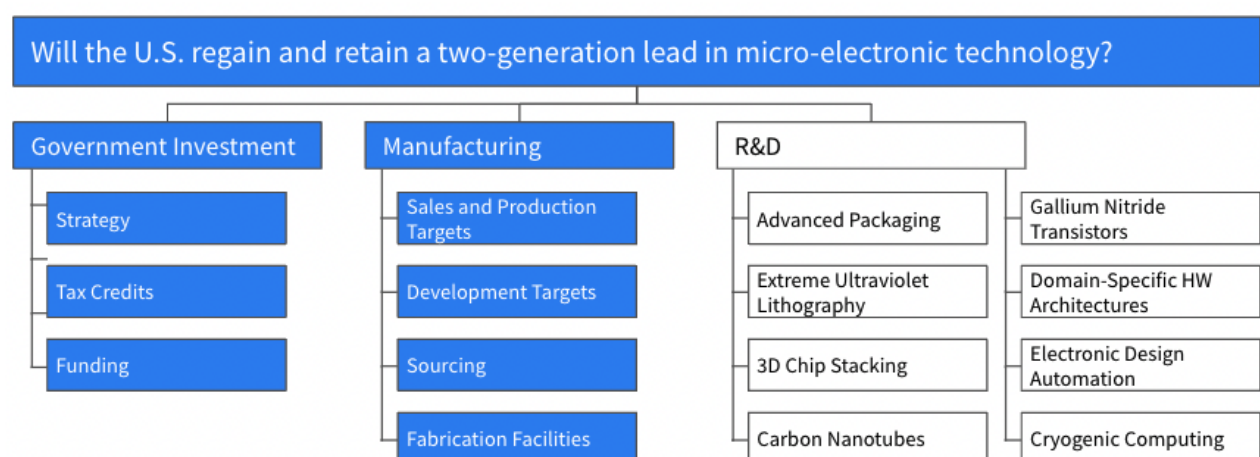 Will the U.S. regain and retain a two-generation lead in micro-electronic technology?
Government Investment
Strategy
Tax Credits
Funding
Manufacturing
Sales and Production
Targets
Development Targets
Sourcing
Fabrication Facilities
R&D
Advanced Packaging
Extreme Ultraviolet
Lithography
3D Chip Stacking
Carbon Nanotubes
Gallium Nitride
Transistors
Domain-Specific HW
Architectures
Electronic Design
Automation
Cryogenic Computing